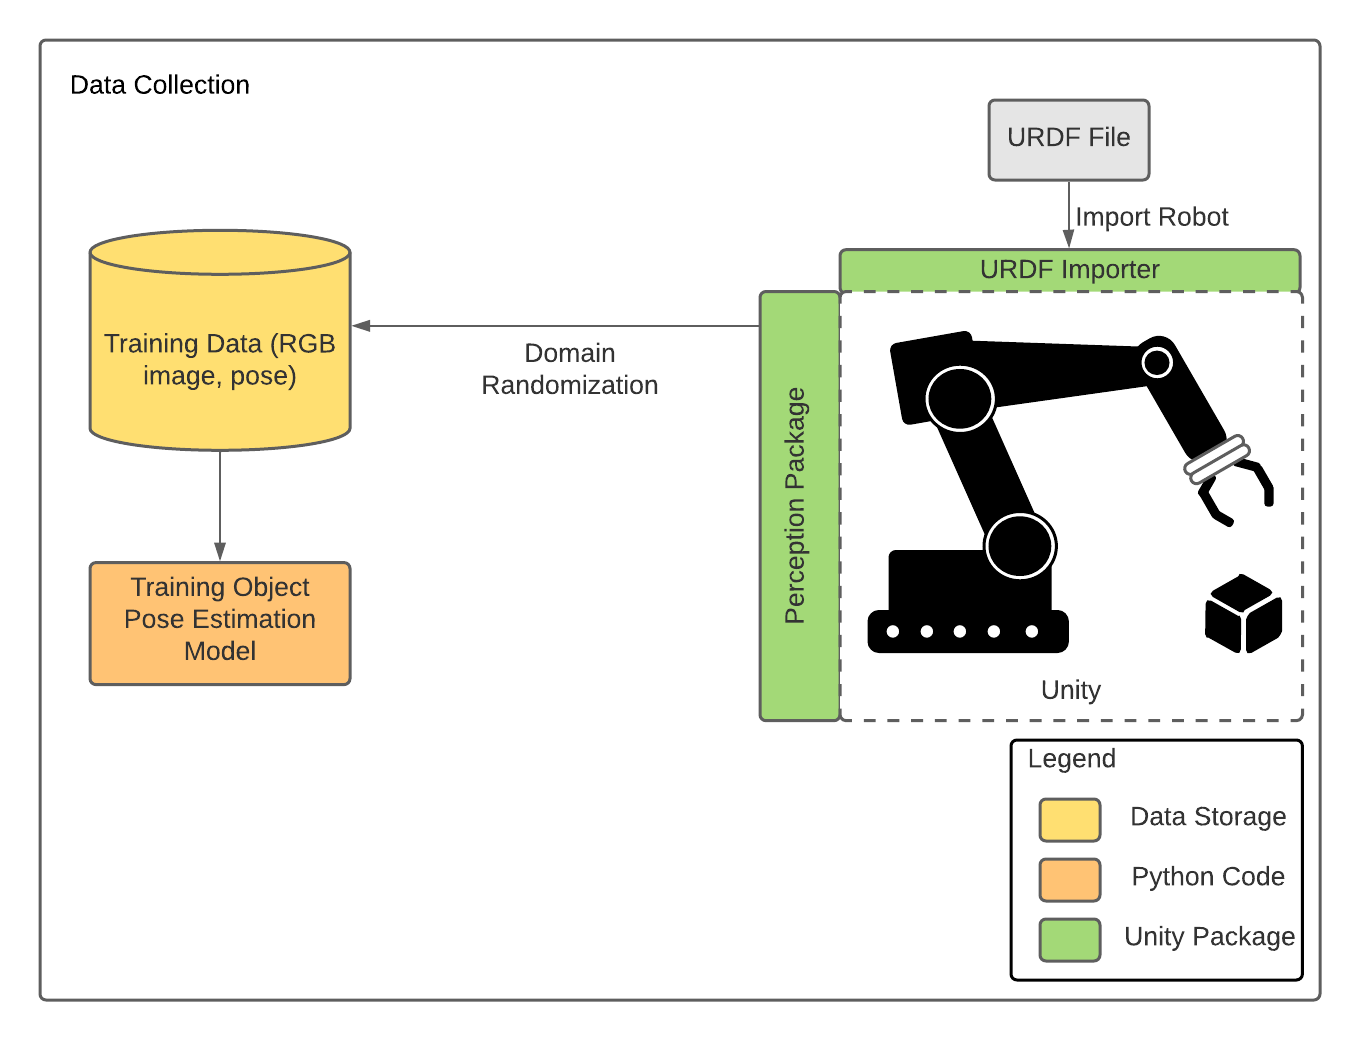 Data Collection
URDF File
Import Robot
URDF Importer
Training Data (RGB
image, pose)
Domain
Randomization
Perception Package
Training Object
Pose Estimation
Model
Unity
Legend
Data Storage
Python Code
Unity Package